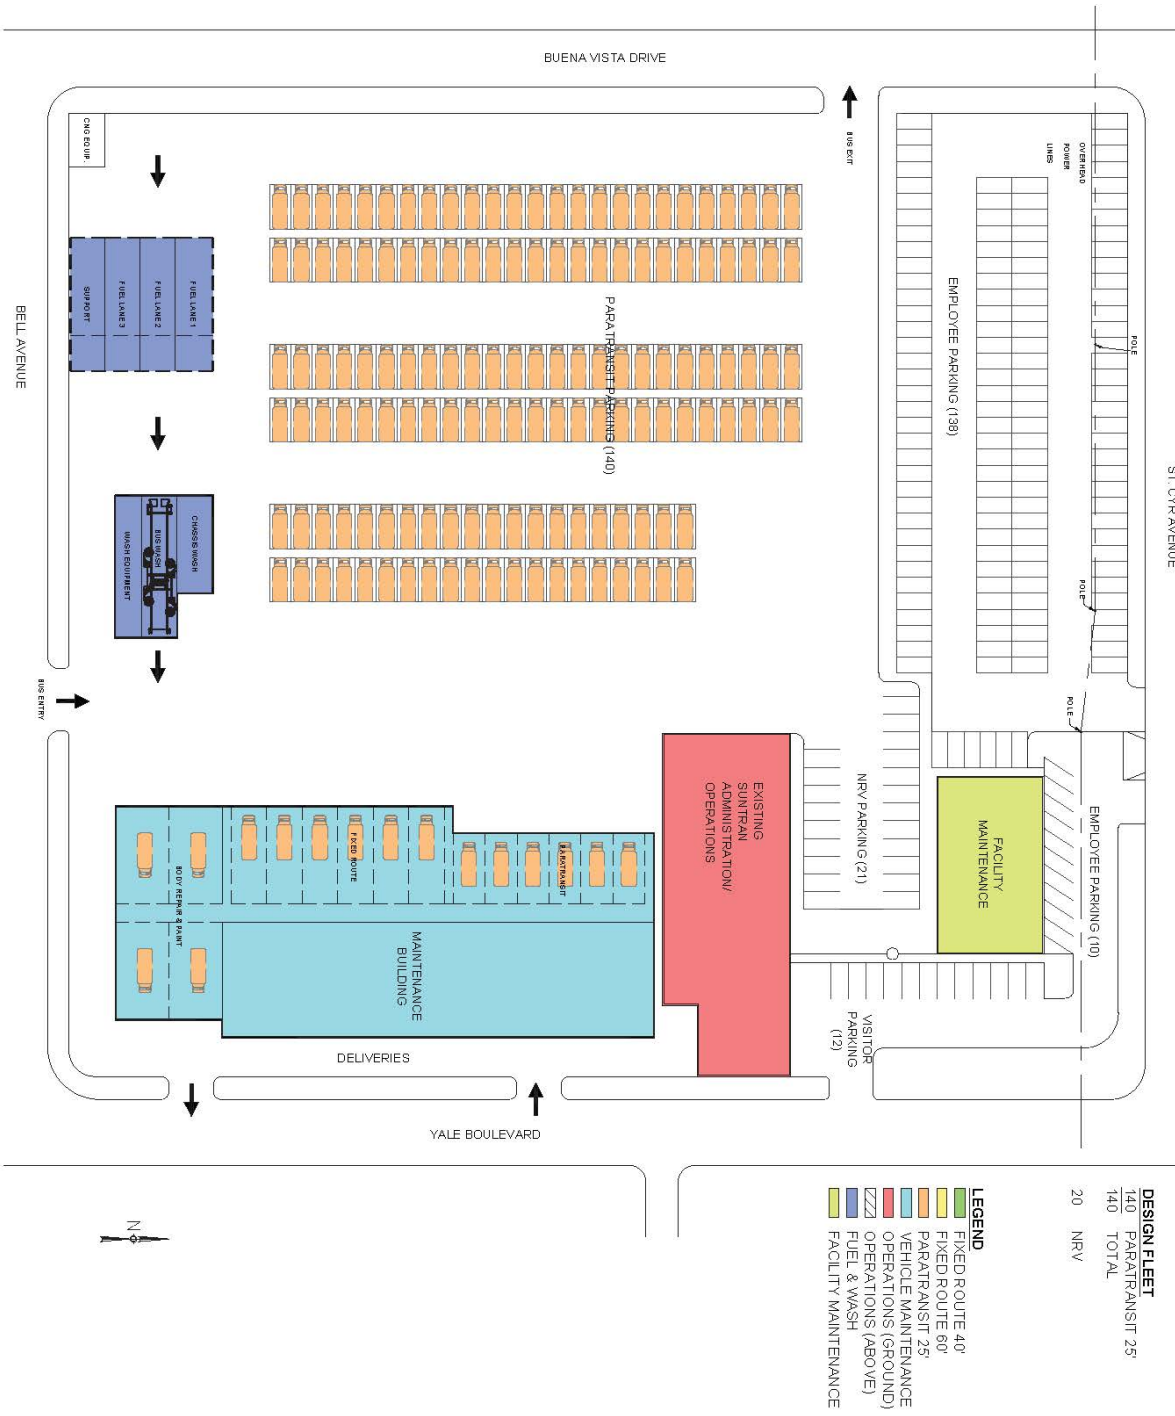 BUENA VISTA DRIVE
CNG EQUIP.
BUS EXIT
OVERHEAD
POWER
LINES
POLE
ST. CYR AVENUE
EMPLOYEE PARKING (138)
PARATRANSIT PARKING (140)
BELL AVENUE
SUPPORT
FUEL LANE 3
FUEL LANE 2
FUEL LANE 1
WASH EQUIPMENT
BUS WASH
CHASSIS WASH
BUS ENTRY
POLE
POLE
EXISTING
SUNTRAN
ADMINISTRATION/
OPERATIONS
NRV PARKING (21)
FACILITY
MAINTENANCE
EMPLOYEE PARKING (10)
FIXED ROUTE
PARATRANSIT
BODY REPAIR & PAINT
MAINTENANCE
BUILDING
VISITOR
PARKING
(12)
DELIVERIES
YALE BOULEVARD
DESIGN FLEET
140 PARATRANSIT 25'
140 TOTAL
20 NRV
LEGEND
FIXED ROUTE 40'
FIXED ROUTE 60'
PARATRANSIT 25'
VEHICLE MAINTENANCE
OPERATIONS (GROUND)
OPERATIONS (ABOVE)
FUEL & WASH
FACILITY MAINTENANCE
N